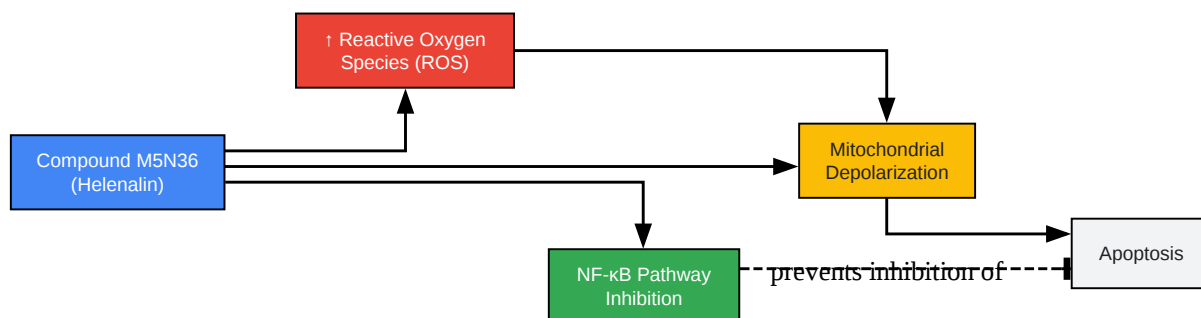 ↑ Reactive Oxygen
Species (ROS)
Compound M5N36
(Helenalin)
Mitochondrial
Depolarization
NF-κB Pathway
Inhibition
prevents inhibition of
Apoptosis